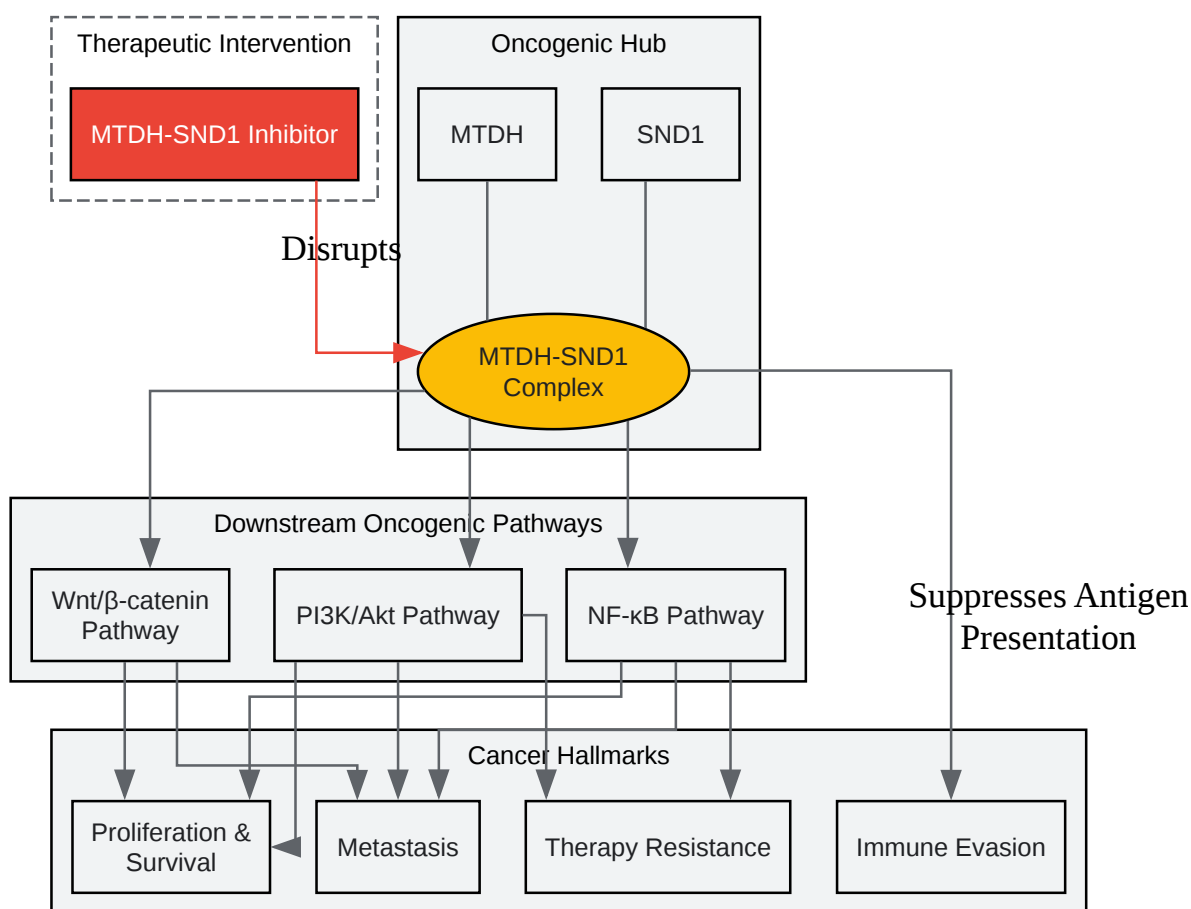 Therapeutic Intervention
Oncogenic Hub
MTDH-SND1 Inhibitor
MTDH
SND1
Disrupts
MTDH-SND1
Complex
Downstream Oncogenic Pathways
Wnt/β-catenin
Pathway
PI3K/Akt Pathway
NF-κB Pathway
Suppresses Antigen
Presentation
Cancer Hallmarks
Proliferation &
Survival
Metastasis
Therapy Resistance
Immune Evasion